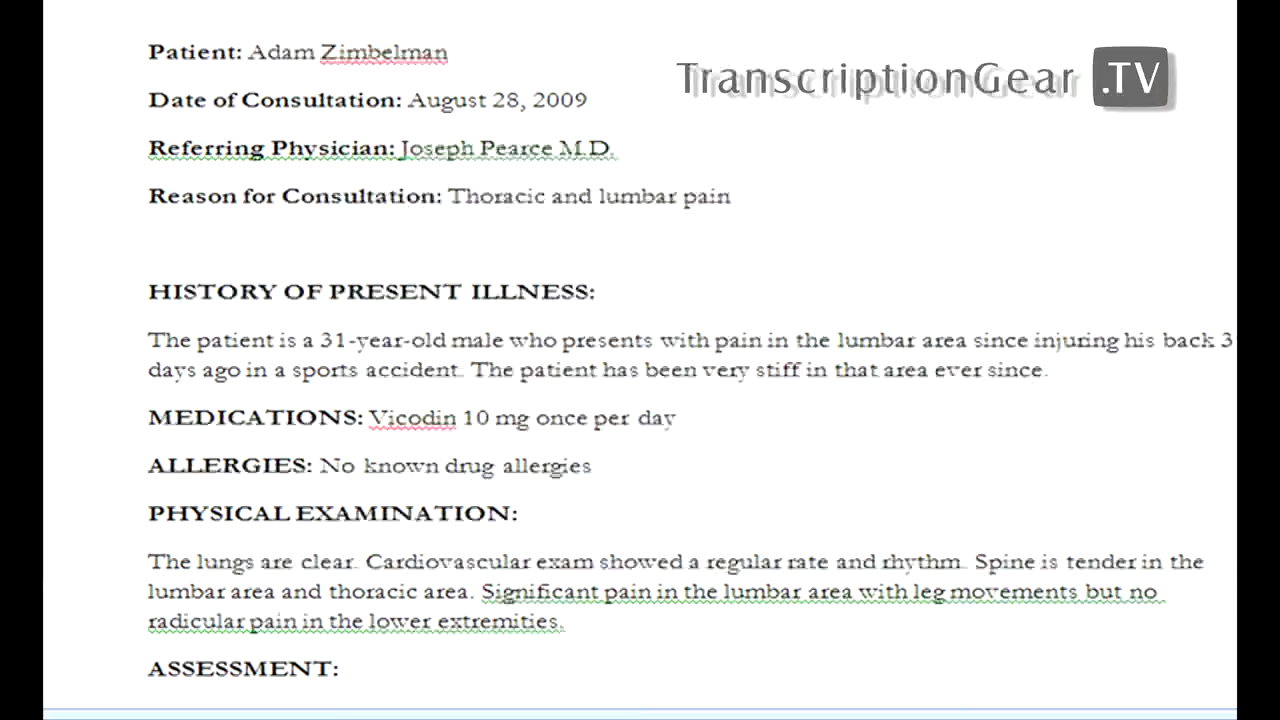 Patient: Adam Zimbelman
TranscriptionGear .TV
Date of Consultation: August 28, 2009
Referring Physician: Joseph Pearce M.D.
Reason for Consultation: Thoracic and lumbar pain
HISTORY OF PRESENT ILLNESS:
The patient is a 31-year-old male who presents with pain in the lumbar area since injuring his back 3
days ago in a sports accident. The patient has been very stiff in that area ever since.
MEDICATIONS: Vicodin 10 mg once per day
ALLERGIES: No known drug allergies
PHYSICAL EXAMINATION:
The lungs are clear. Cardiovascular exam showed a regular rate and rhythm. Spine is tender in the
lumbar area and thoracic area. Significant pain in the lumbar area with leg movements but no
radicular pain in the lower extremities.
ASSESSMENT: